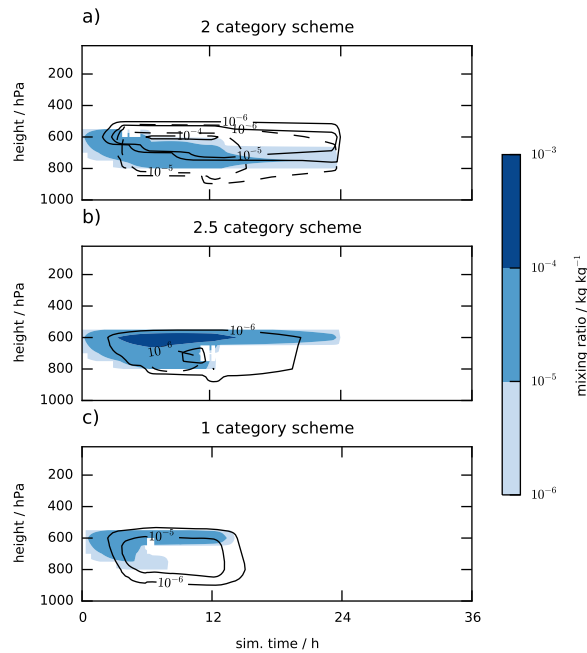 a)
2 category scheme
200
400
600
800
1000
height / hPa
10⁻⁶
10⁻⁶
10⁻⁴
10⁻⁵
10⁻⁵
b)
2.5 category scheme
200
400
600
800
1000
height / hPa
10⁻⁶
10⁻⁶
c)
1 category scheme
200
400
600
800
1000
height / hPa
10⁻⁵
10⁻⁶
0
12
24
36
sim. time / h
10⁻³
10⁻⁴
10⁻⁵
10⁻⁶
mixing ratio / kg kg⁻¹